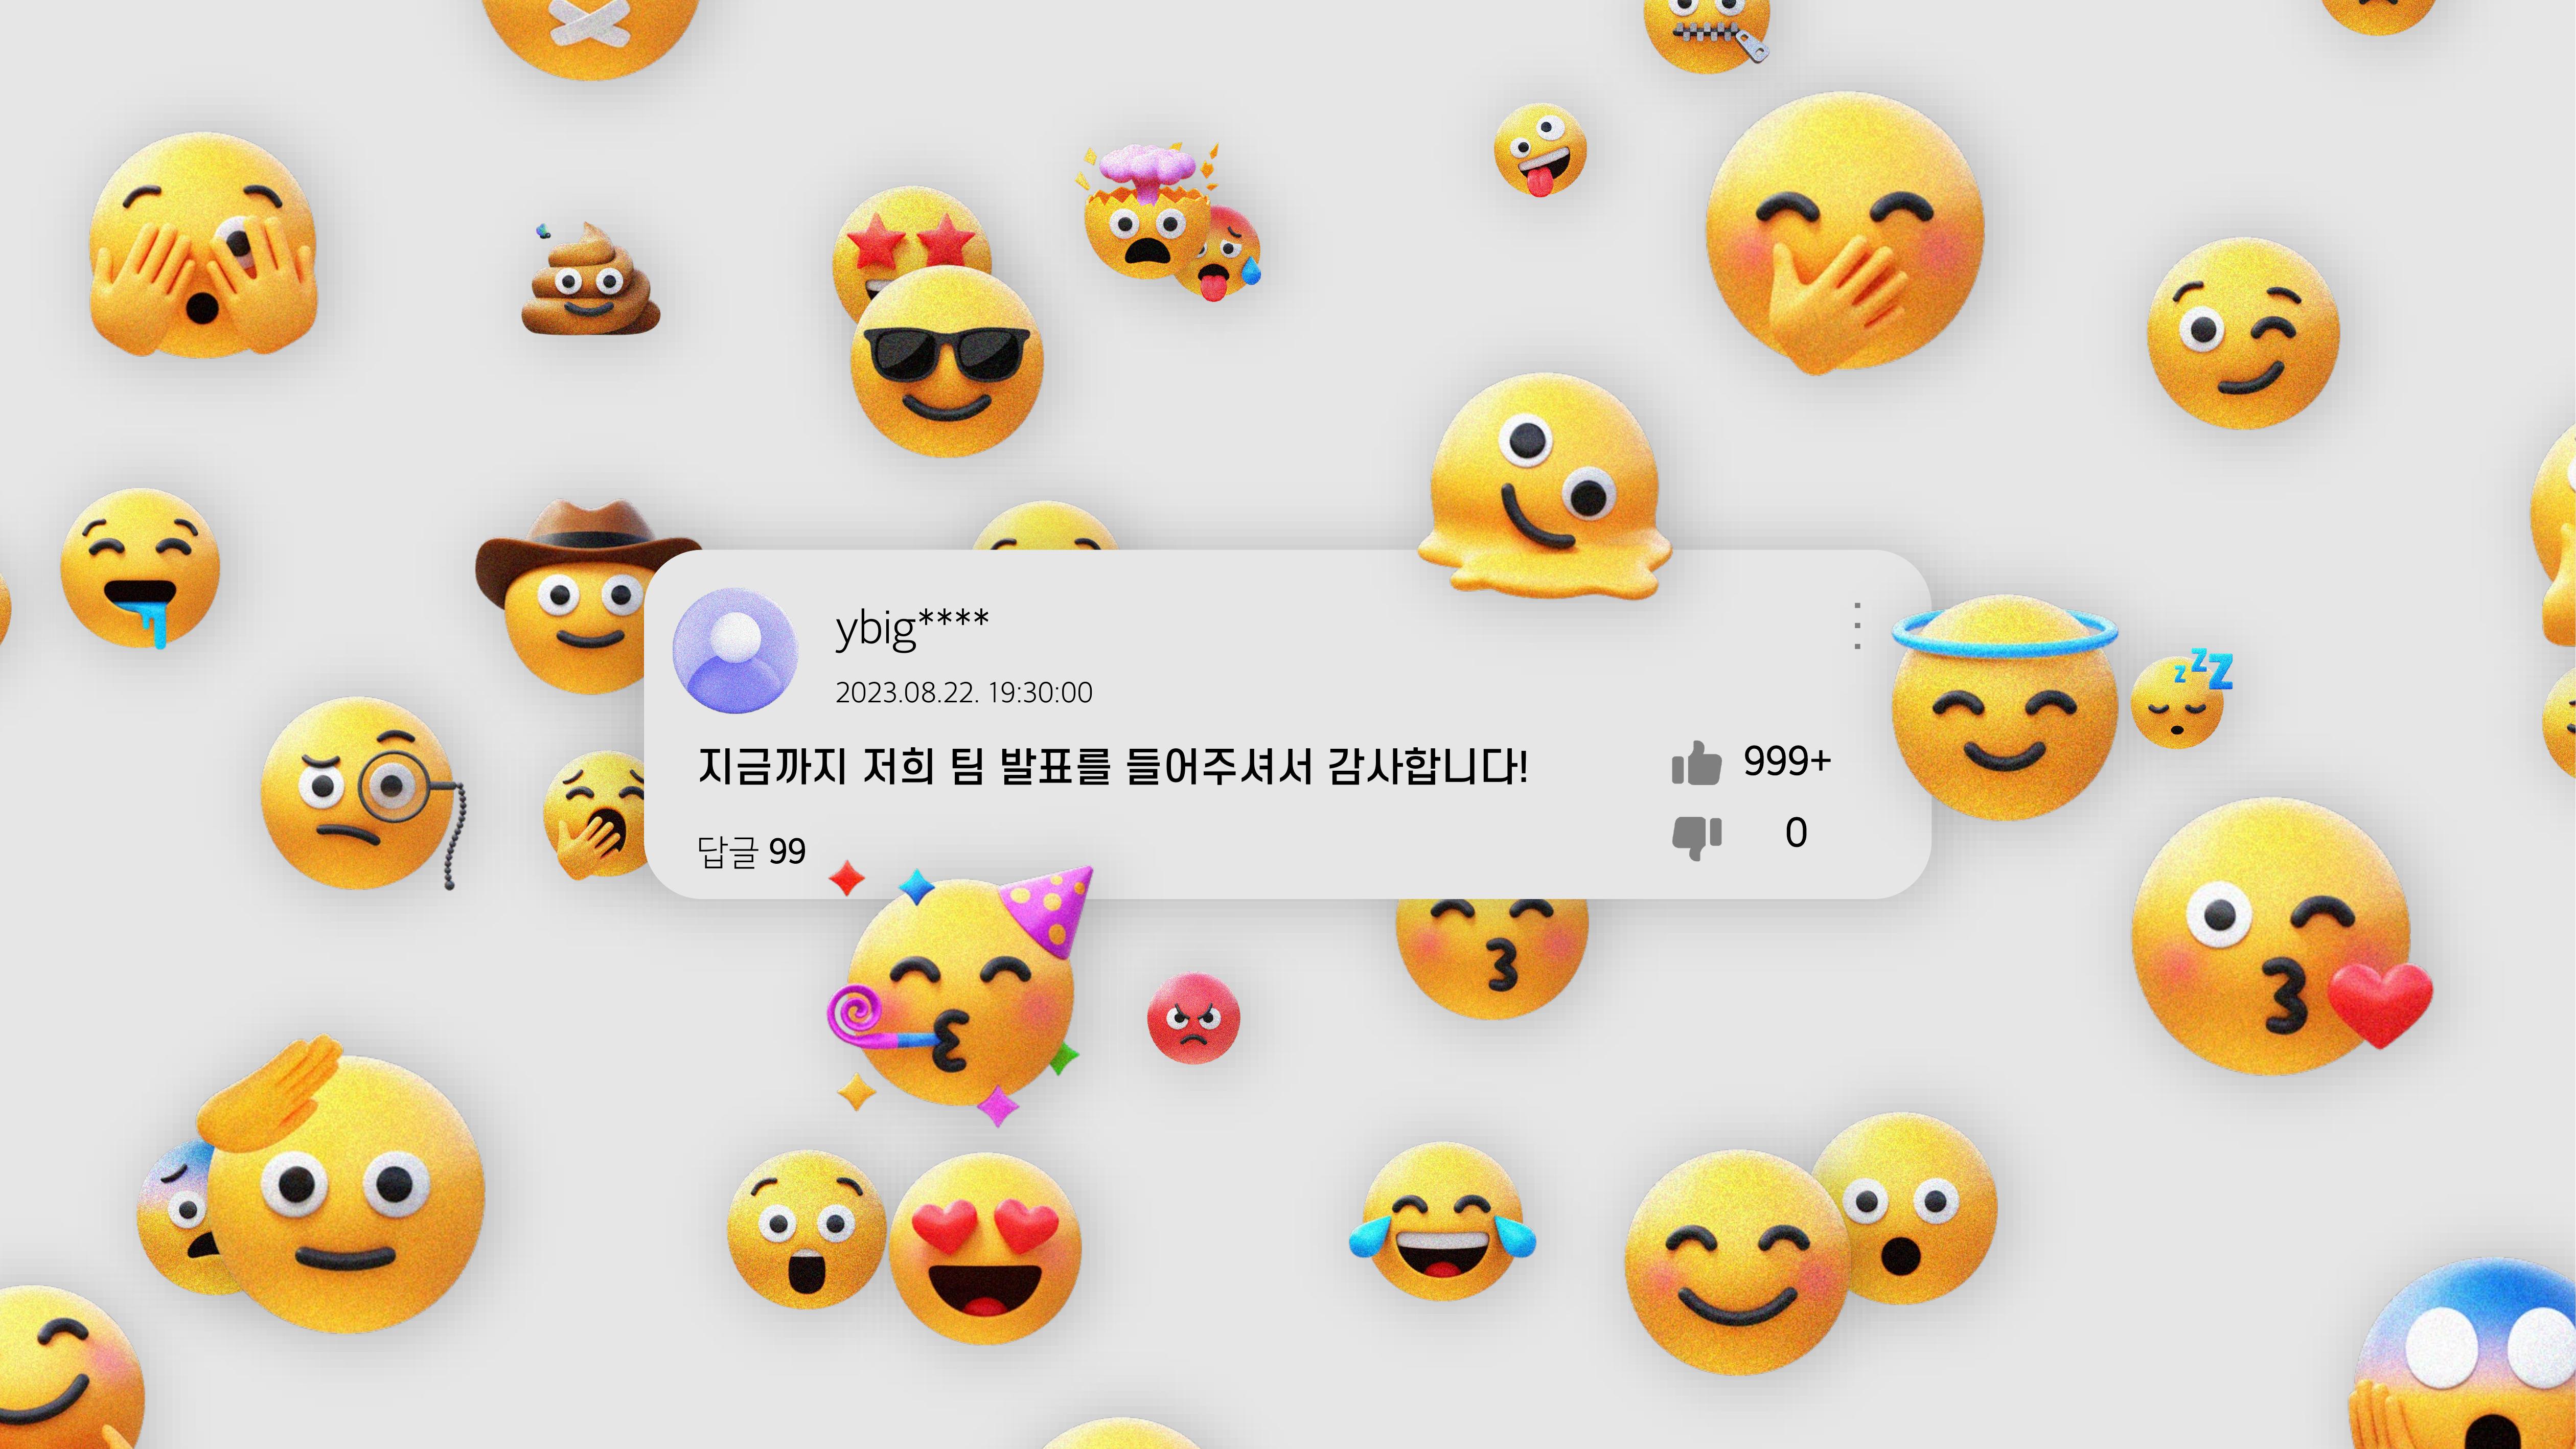 ybig****
2023.08.22. 19:30:00
지금까지 저희 팀 발표를 들어주셔서 감사합니다!
999+
0
답글 99
zzZ